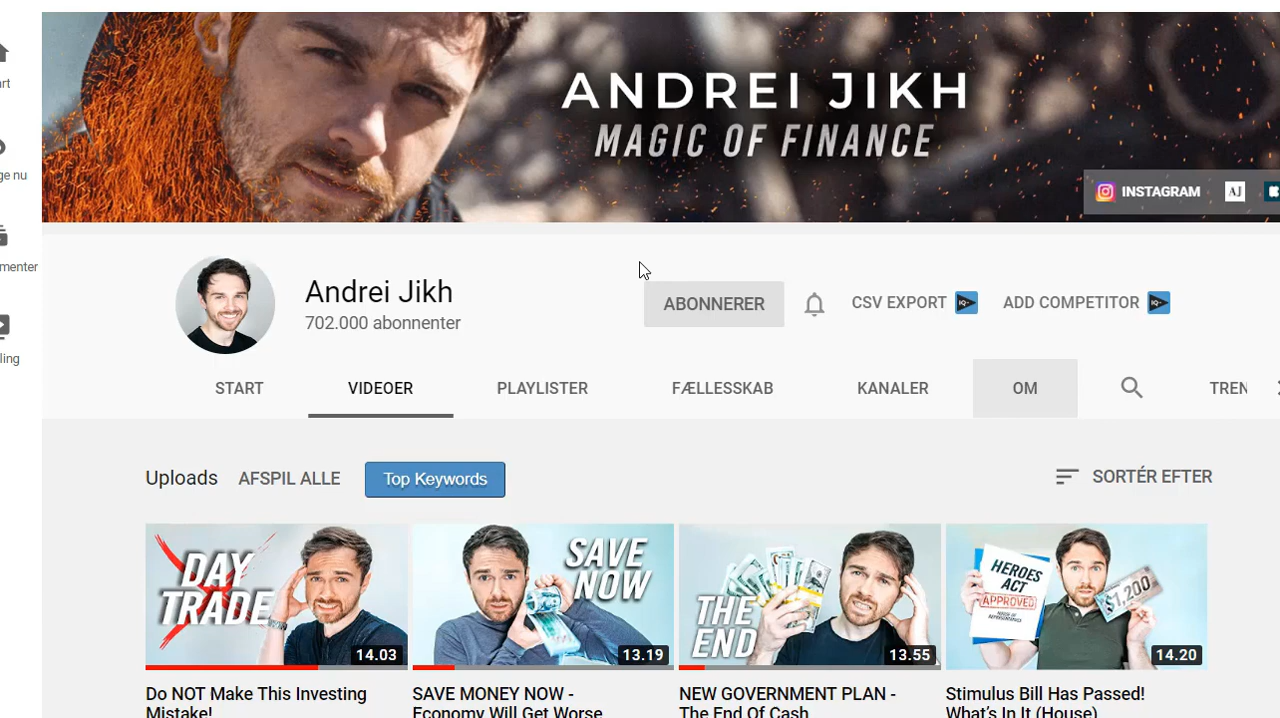 ANDREI JIKH
MAGIC OF FINANCE
INSTAGRAM AJ
Andrei Jikh
702.000 abonnenter
ABONNERER
CSV EXPORT IQ
ADD COMPETITOR IQ
START VIDEOER PLAYLISTER FÆLLESSKAB KANALER OM TREN
rt
ge nu
menter
ling
Uploads AFSPIL ALLE Top Keywords SORTÉR EFTER
DAY
TRADE
14.03
SAVE
NOW
13.19
THE
END
13.55
HEROES
ACT
APPROVED
$1,200
14.20
Do NOT Make This Investing
Mistake!
SAVE MONEY NOW -
Economy Will Get Worse
NEW GOVERNMENT PLAN -
The End Of Cash
Stimulus Bill Has Passed!
What's In It (House)